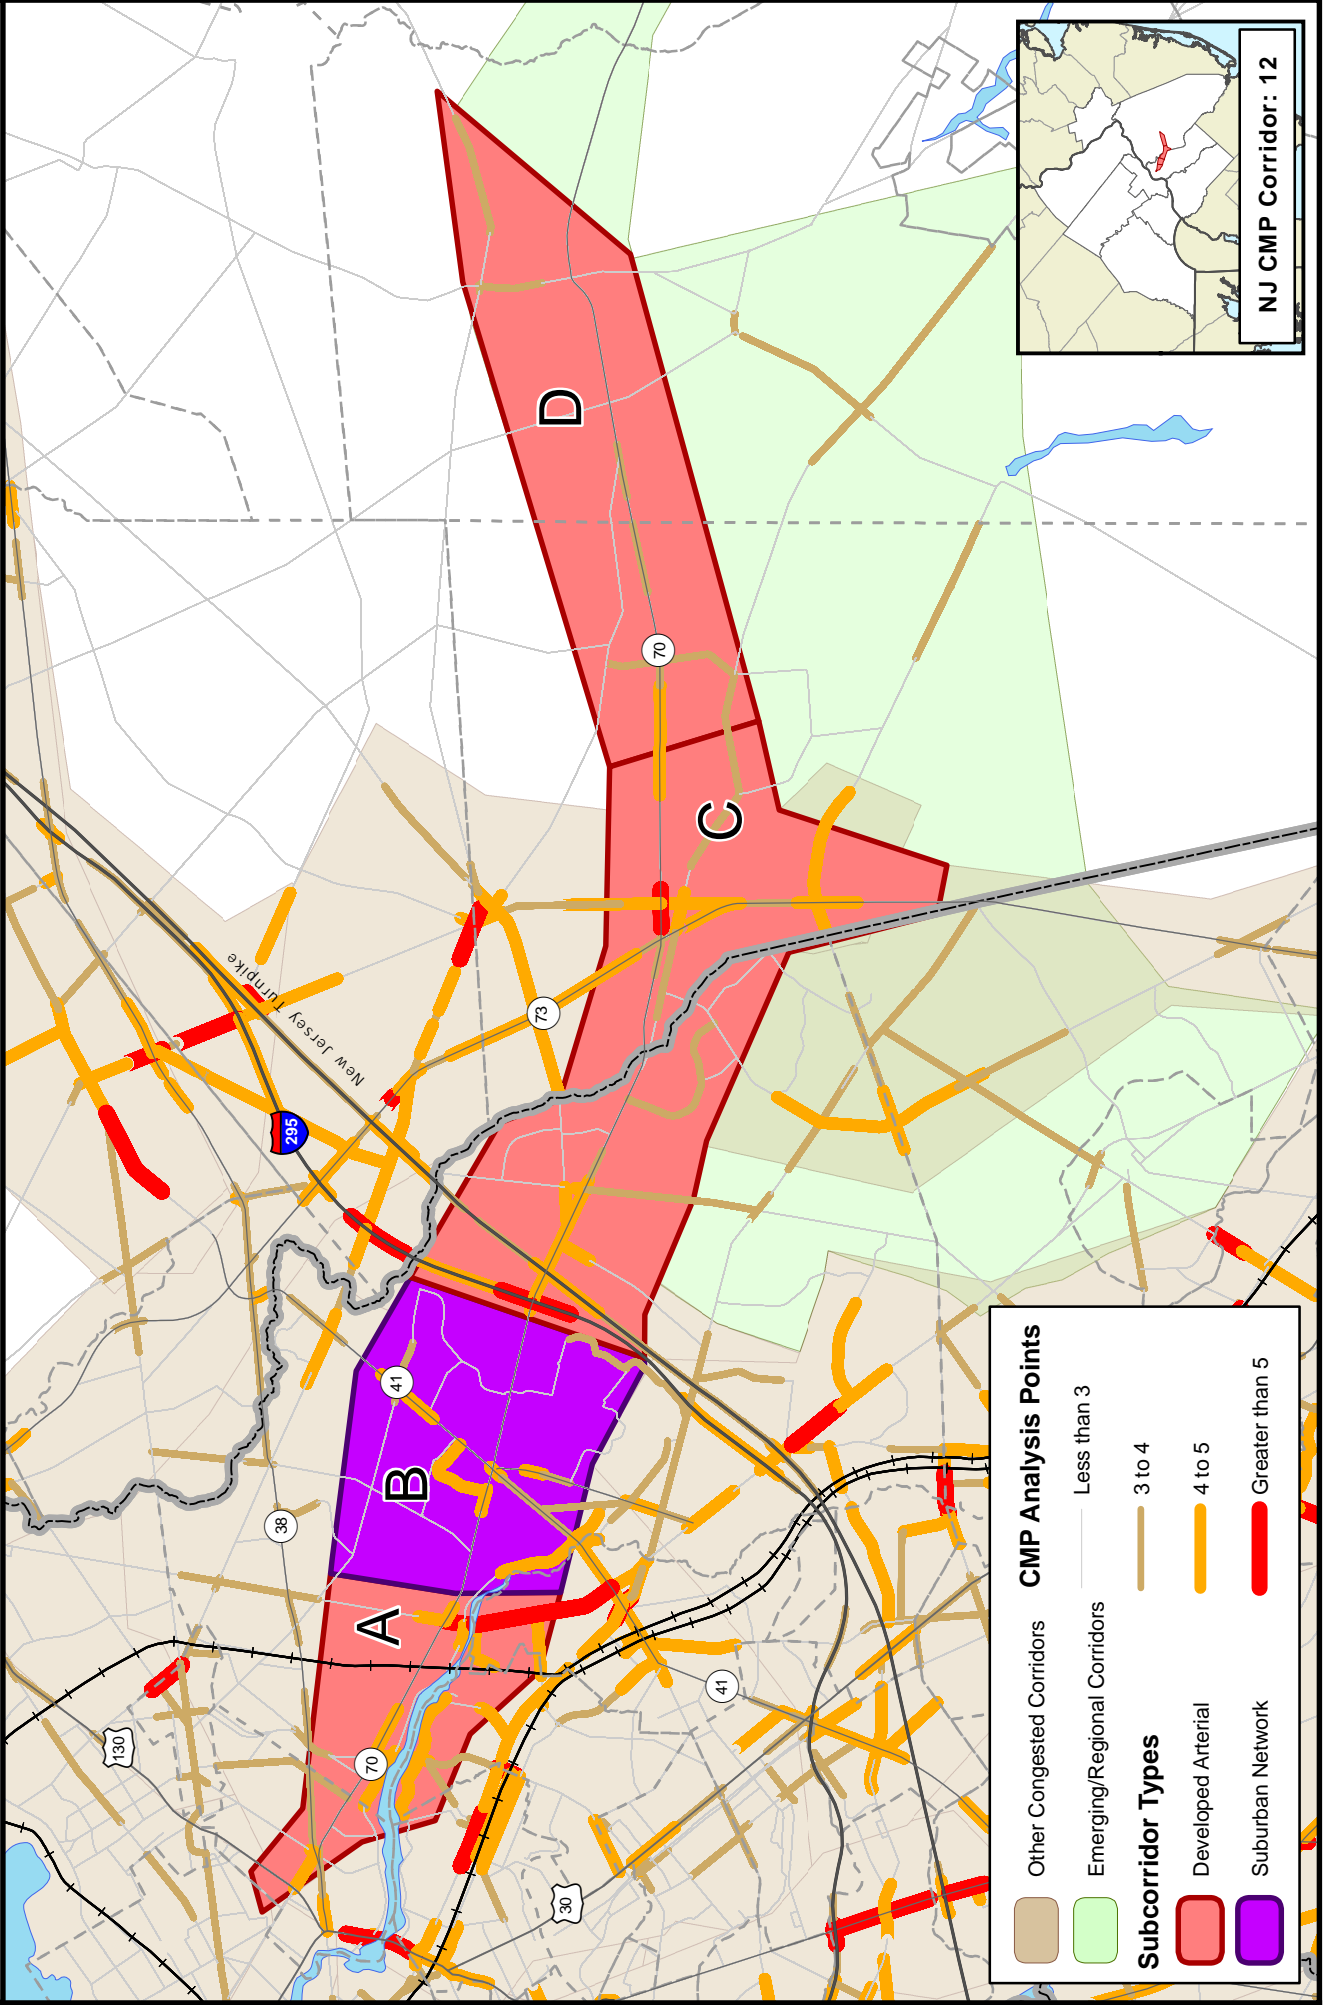 A
B
C
D
130
38
41
70
295
New Jersey Turnpike
73
70
30
41
Other Congested Corridors
Emerging/Regional Corridors
Subcorridor Types
Developed Arterial
Suburban Network
CMP Analysis Points
Less than 3
3 to 4
4 to 5
Greater than 5
NJ CMP Corridor: 12